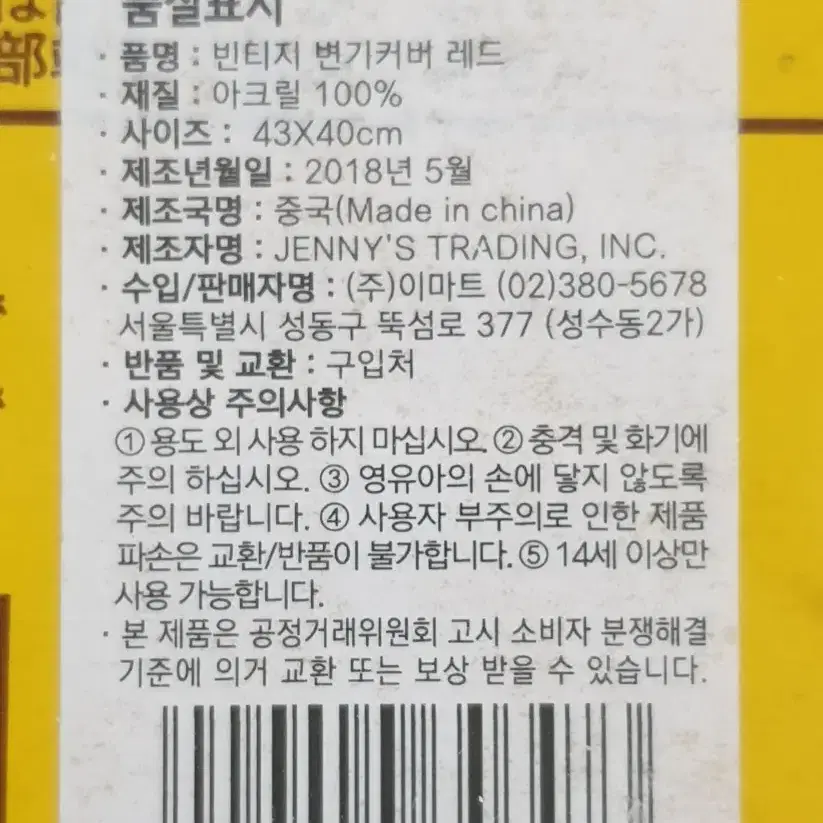 품질표시
· 품명 : 빈티저 변기커버 레드
· 재질 : 아크릴 100%
· 사이즈 : 43X40cm
· 제조년월일 : 2018년 5월
· 제조국명 : 중국(Made in china)
· 제조자명 : JENNY'S TRADING, INC.
· 수입/판매자명 : (주)이마트 (02)380-5678
서울특별시 성동구 뚝섬로 377 (성수동2가)
· 반품 및 교환 : 구입처
· 사용상 주의사항
① 용도 외 사용 하지 마십시오. ② 충격 및 화기에
주의 하십시오. ③ 영유아의 손에 닿지 않도록
주의 바랍니다. ④ 사용자 부주의로 인한 제품
파손은 교환/반품이 불가합니다. ⑤ 14세 이상만
사용 가능합니다.
· 본 제품은 공정거래위원회 고시 소비자 분쟁해결
기준에 의거 교환 또는 보상 받을 수 있습니다.